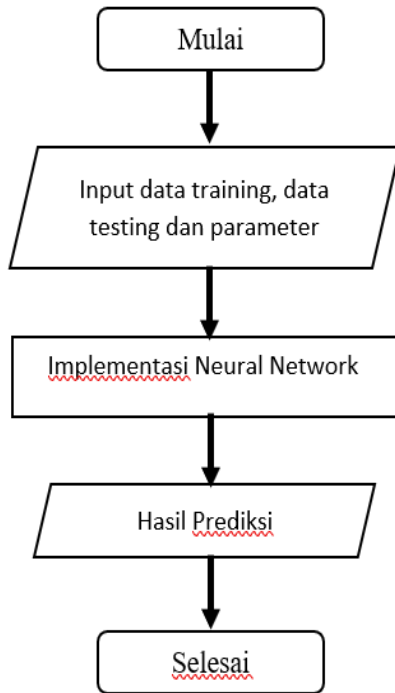 Mulai
Input data training, data
testing dan parameter
Implementasi Neural Network
Hasil Prediksi
Selesai